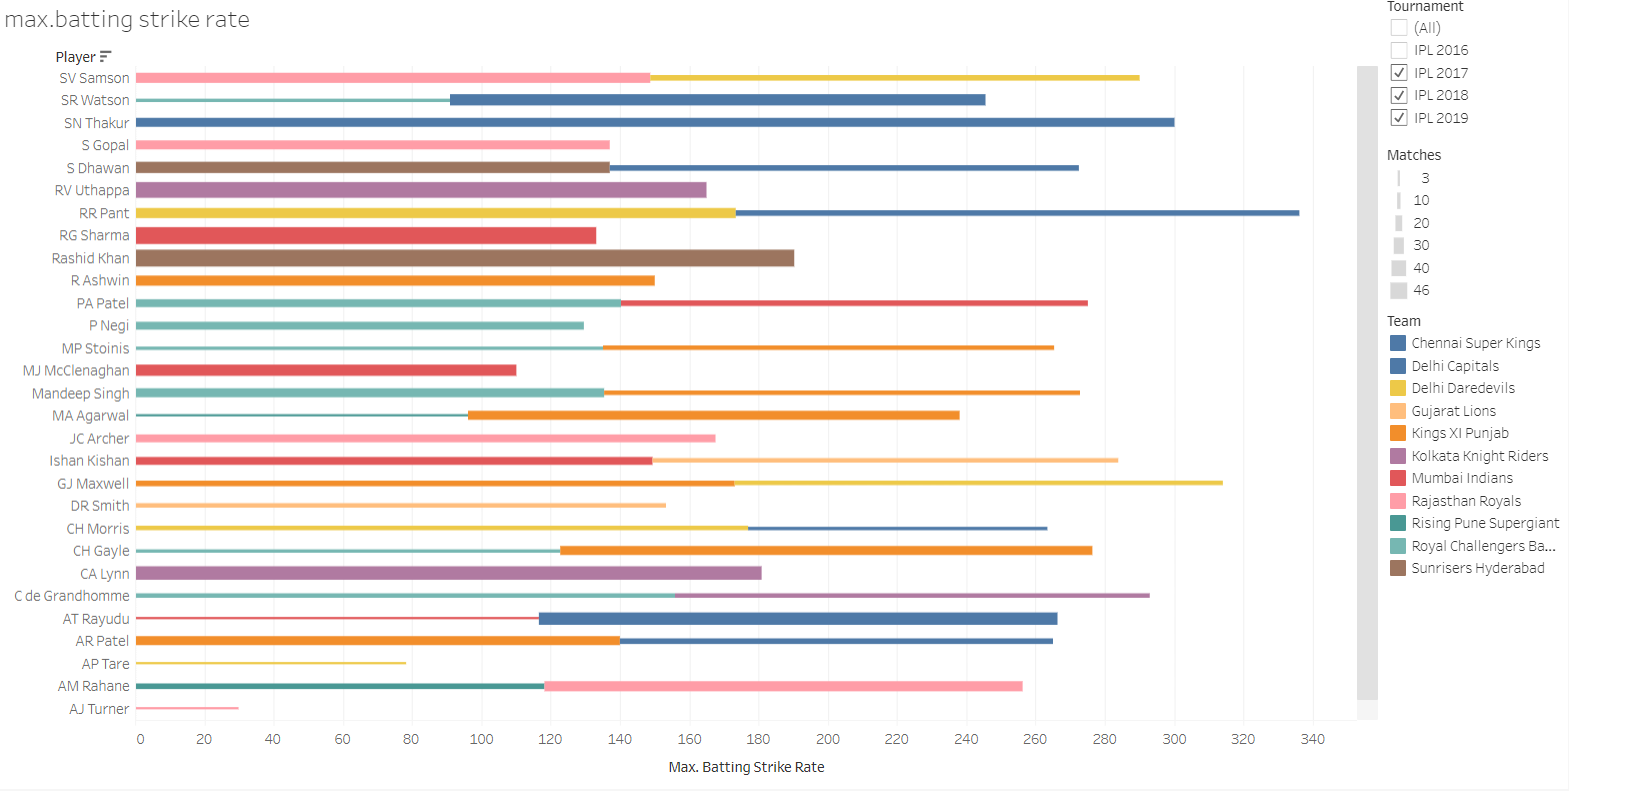 max.batting strike rate
Player
SV Samson
SR Watson
SN Thakur
S Gopal
S Dhawan
RV Uthappa
RR Pant
RG Sharma
Rashid Khan
R Ashwin
PA Patel
P Negi
MP Stoinis
MJ McClenaghan
Mandeep Singh
MA Agarwal
JC Archer
Ishan Kishan
GJ Maxwell
DR Smith
CH Morris
CH Gayle
CA Lynn
C de Grandhomme
AT Rayudu
AR Patel
AP Tare
AM Rahane
AJ Turner
0 20 40 60 80 100 120 140 160 180 200 220 240 260 280 300 320 340
Max. Batting Strike Rate
Tournament
(All)
IPL 2016
IPL 2017
IPL 2018
IPL 2019
Matches
3
10
20
30
40
46
Team
Chennai Super Kings
Delhi Capitals
Delhi Daredevils
Gujarat Lions
Kings XI Punjab
Kolkata Knight Riders
Mumbai Indians
Rajasthan Royals
Rising Pune Supergiant
Royal Challengers Ba...
Sunrisers Hyderabad